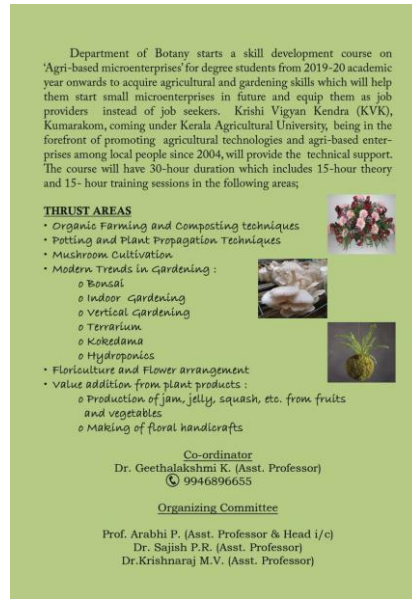 Department of Botany starts a skill development course on
'Agri-based microenterprises' for degree students from 2019-20 academic
year onwards to acquire agricultural and gardening skills which will help
them start small microenterprises in future and equip them as job
providers instead of job seekers. Krishi Vigyan Kendra (KVK),
Kumarakom, coming under Kerala Agricultural University, being in the
forefront of promoting agricultural technologies and agri-based enter-
prises among local people since 2004, will provide the technical support.
The course will have 30-hour duration which includes 15-hour theory
and 15- hour training sessions in the following areas;
THRUST AREAS
• Organic Farming and Composting techniques
• Potting and Plant Propagation Techniques
• Mushroom Cultivation
• Modern Trends in Gardening :
o Bonsai
o Indoor Gardening
o Vertical Gardening
o Terrarium
o Kokedama
o Hydroponics
• Floriculture and Flower arrangement
• Value addition from plant products :
o Production of jam, jelly, squash, etc. from fruits
and vegetables
o Making of floral handicrafts
Co-ordinator
Dr. Geethalakshmi K. (Asst. Professor)
9946896655
Organizing Committee
Prof. Arabhi P. (Asst. Professor & Head i/c)
Dr. Sajish P.R. (Asst. Professor)
Dr.Krishnaraj M.V. (Asst. Professor)